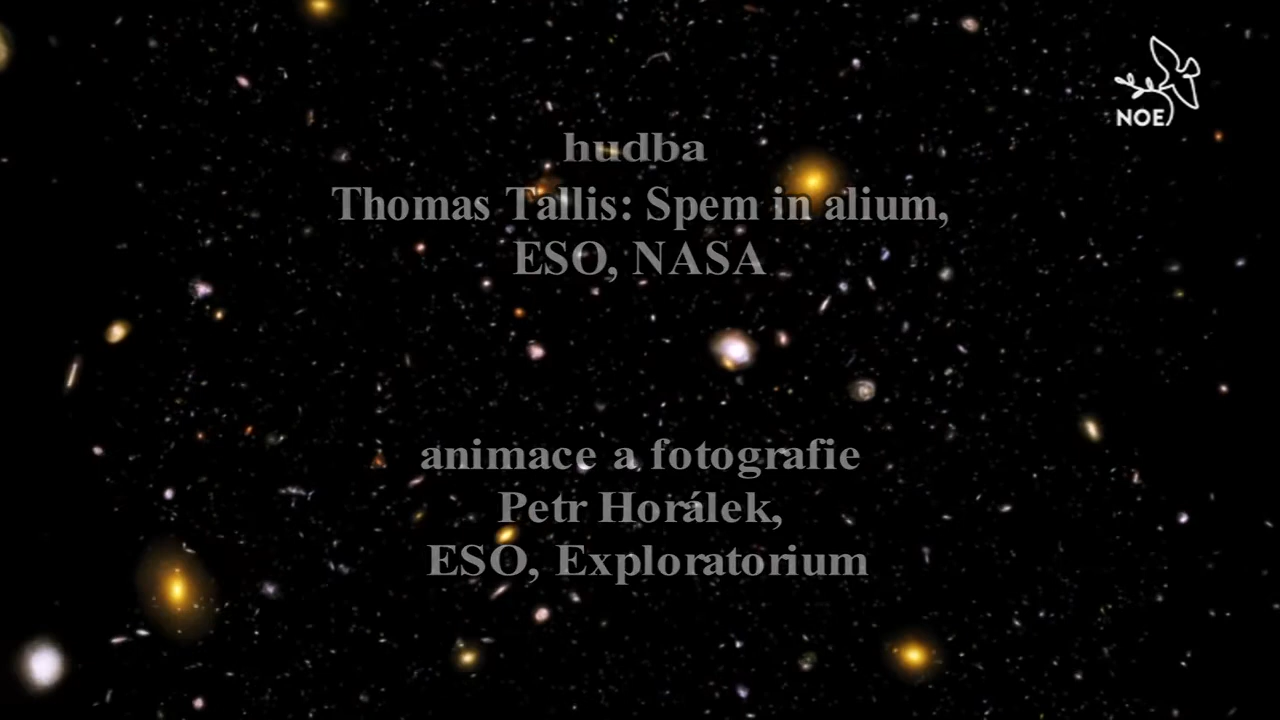 NOE
hudba
Thomas Tallis: Spem in alium,
ESO, NASA
animace a fotografie
Petr Horálek,
ESO, Exploratorium